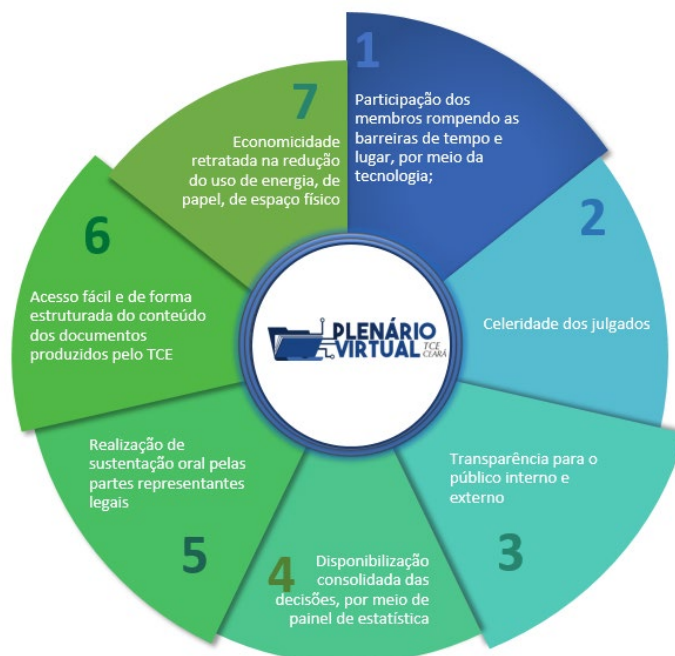 1
Participação dos
membros rompendo as
barreiras de tempo e
lugar, por meio da
tecnologia;
2
Celeridade dos julgados
Transparência para o
público interno e
externo
3
4
Disponibilização
consolidada das
decisões, por meio de
painel de estatística
Realização de
sustentação oral pelas
partes representantes
legais
5
6
Acesso fácil e de forma
estruturada do conteúdo
dos documentos
produzidos pelo TCE
7
Economicidade
retratada na redução
do uso de energia, de
papel, de espaço físico
PLENÁRIO
VIRTUAL TCE
CEARÁ